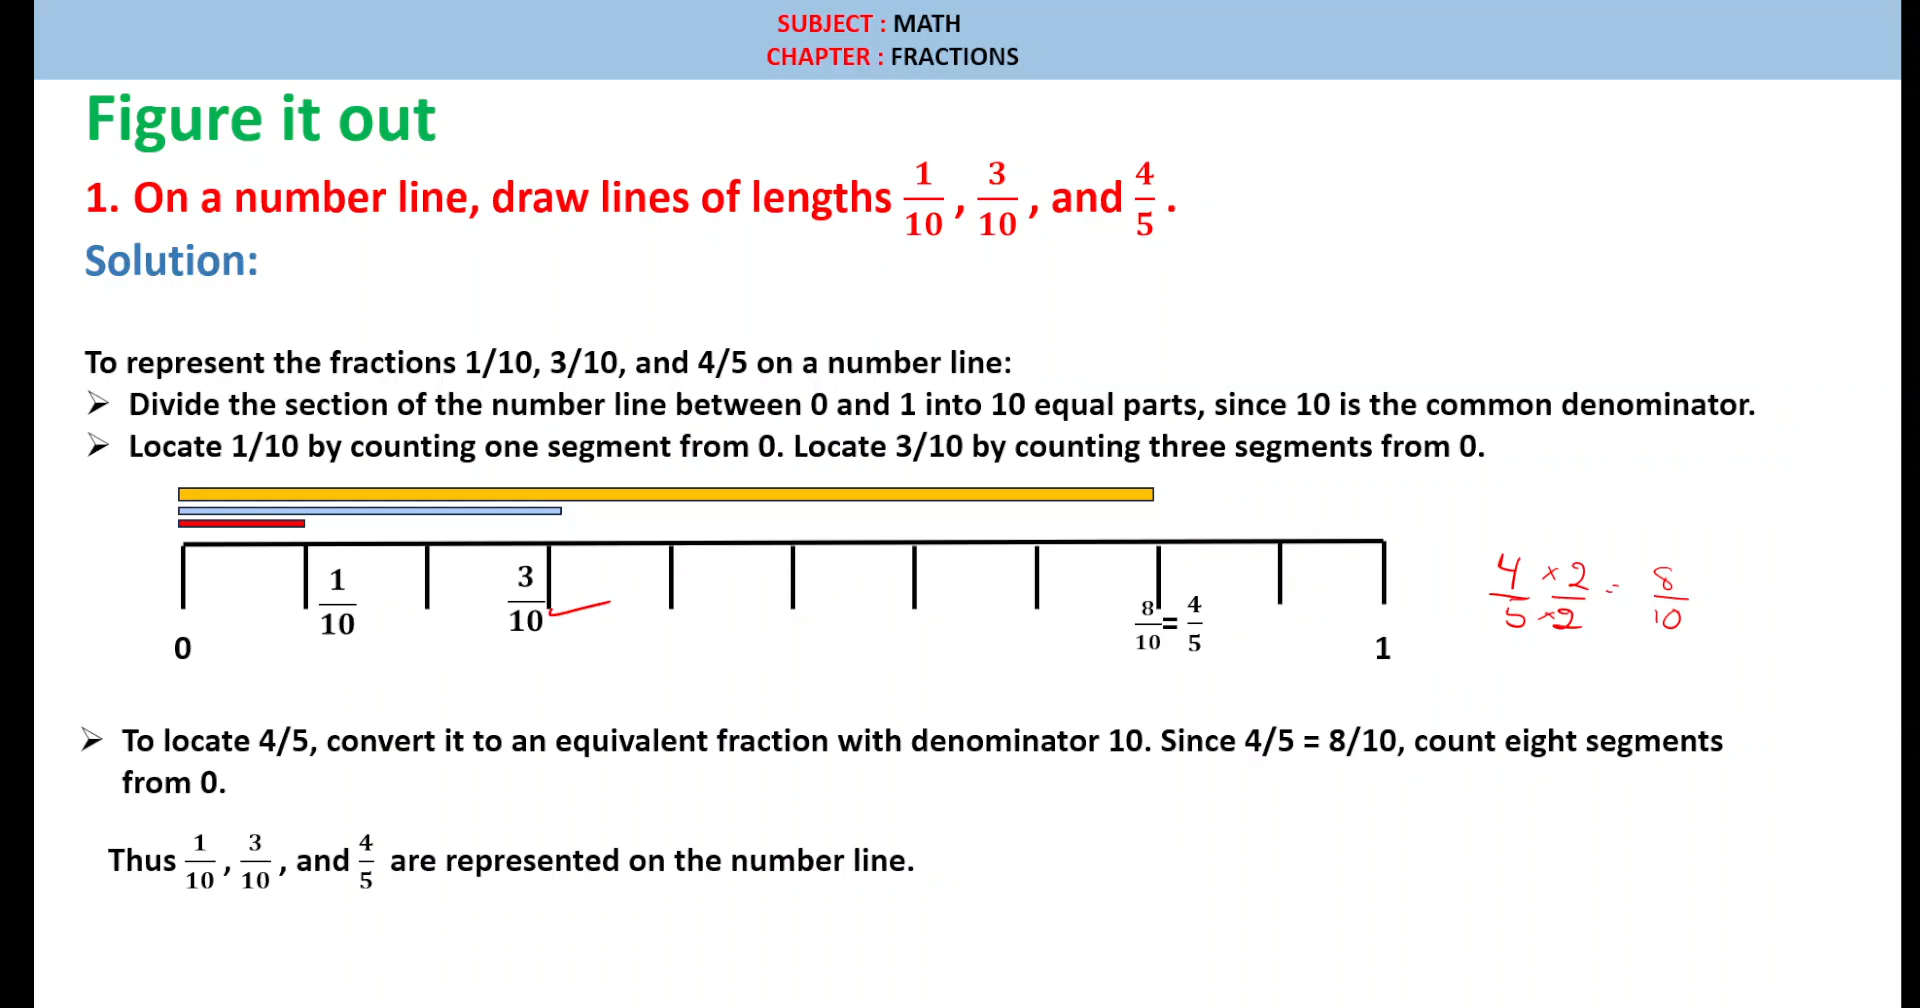 SUBJECT : MATH
CHAPTER : FRACTIONS
Figure it out
1. On a number line, draw lines of lengths 1/10 , 3/10 , and 4/5 .
Solution:
To represent the fractions 1/10, 3/10, and 4/5 on a number line:
➢ Divide the section of the number line between 0 and 1 into 10 equal parts, since 10 is the common denominator.
➢ Locate 1/10 by counting one segment from 0. Locate 3/10 by counting three segments from 0.
1/10 3/10 8/10 = 4/5
0 1
4/5 × 2/× 2 = 8/10
➢ To locate 4/5, convert it to an equivalent fraction with denominator 10. Since 4/5 = 8/10, count eight segments
from 0.
Thus 1/10 , 3/10 , and 4/5 are represented on the number line.